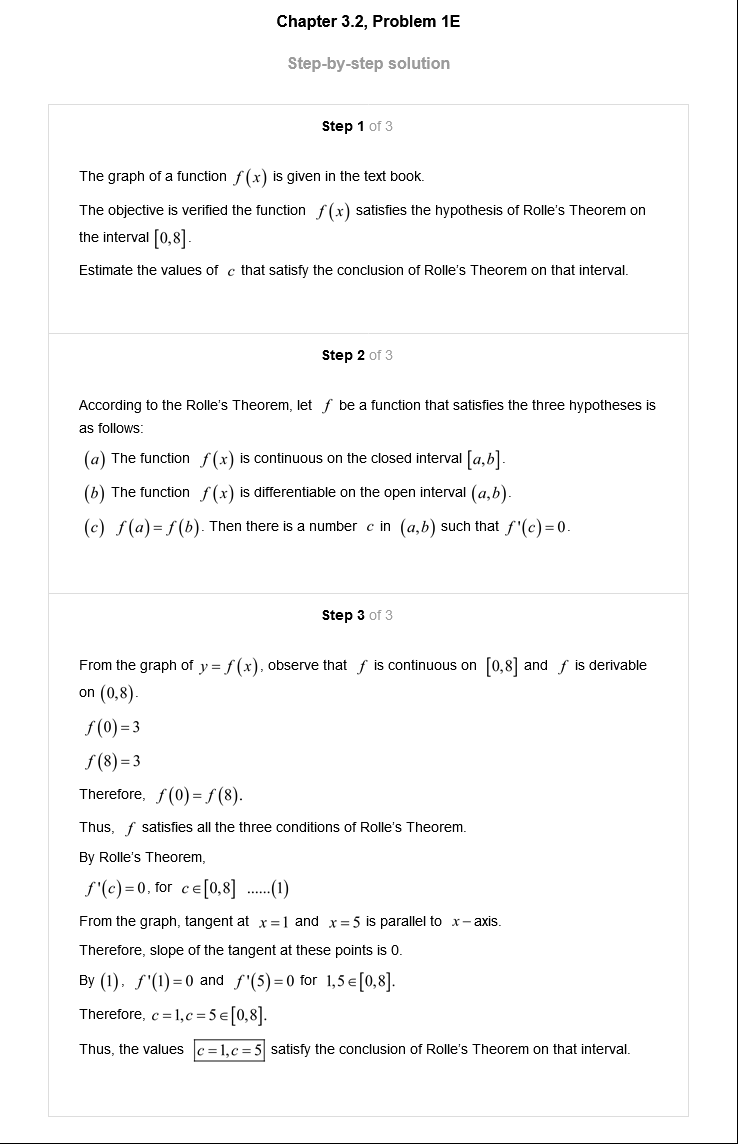 Chapter 3.2, Problem 1E
Step-by-step solution
Step 1 of 3
The graph of a function f(x) is given in the text book.
The objective is verified the function f(x) satisfies the hypothesis of Rolle's Theorem on
the interval [0,8].
Estimate the values of c that satisfy the conclusion of Rolle's Theorem on that interval.
Step 2 of 3
According to the Rolle's Theorem, let f be a function that satisfies the three hypotheses is
as follows:
(a) The function f(x) is continuous on the closed interval [a,b].
(b) The function f(x) is differentiable on the open interval (a,b).
(c) f(a)=f(b). Then there is a number c in (a,b) such that f'(c)=0.
Step 3 of 3
From the graph of y=f(x), observe that f is continuous on [0,8] and f is derivable
on (0,8).
f(0)=3
f(8)=3
Therefore, f(0)=f(8).
Thus, f satisfies all the three conditions of Rolle's Theorem.
By Rolle's Theorem,
f'(c)=0, for c∈[0,8] ......(1)
From the graph, tangent at x=1 and x=5 is parallel to x-axis.
Therefore, slope of the tangent at these points is 0.
By (1), f'(1)=0 and f'(5)=0 for 1,5∈[0,8].
Therefore, c=1,c=5∈[0,8].
Thus, the values c=1,c=5 satisfy the conclusion of Rolle's Theorem on that interval.